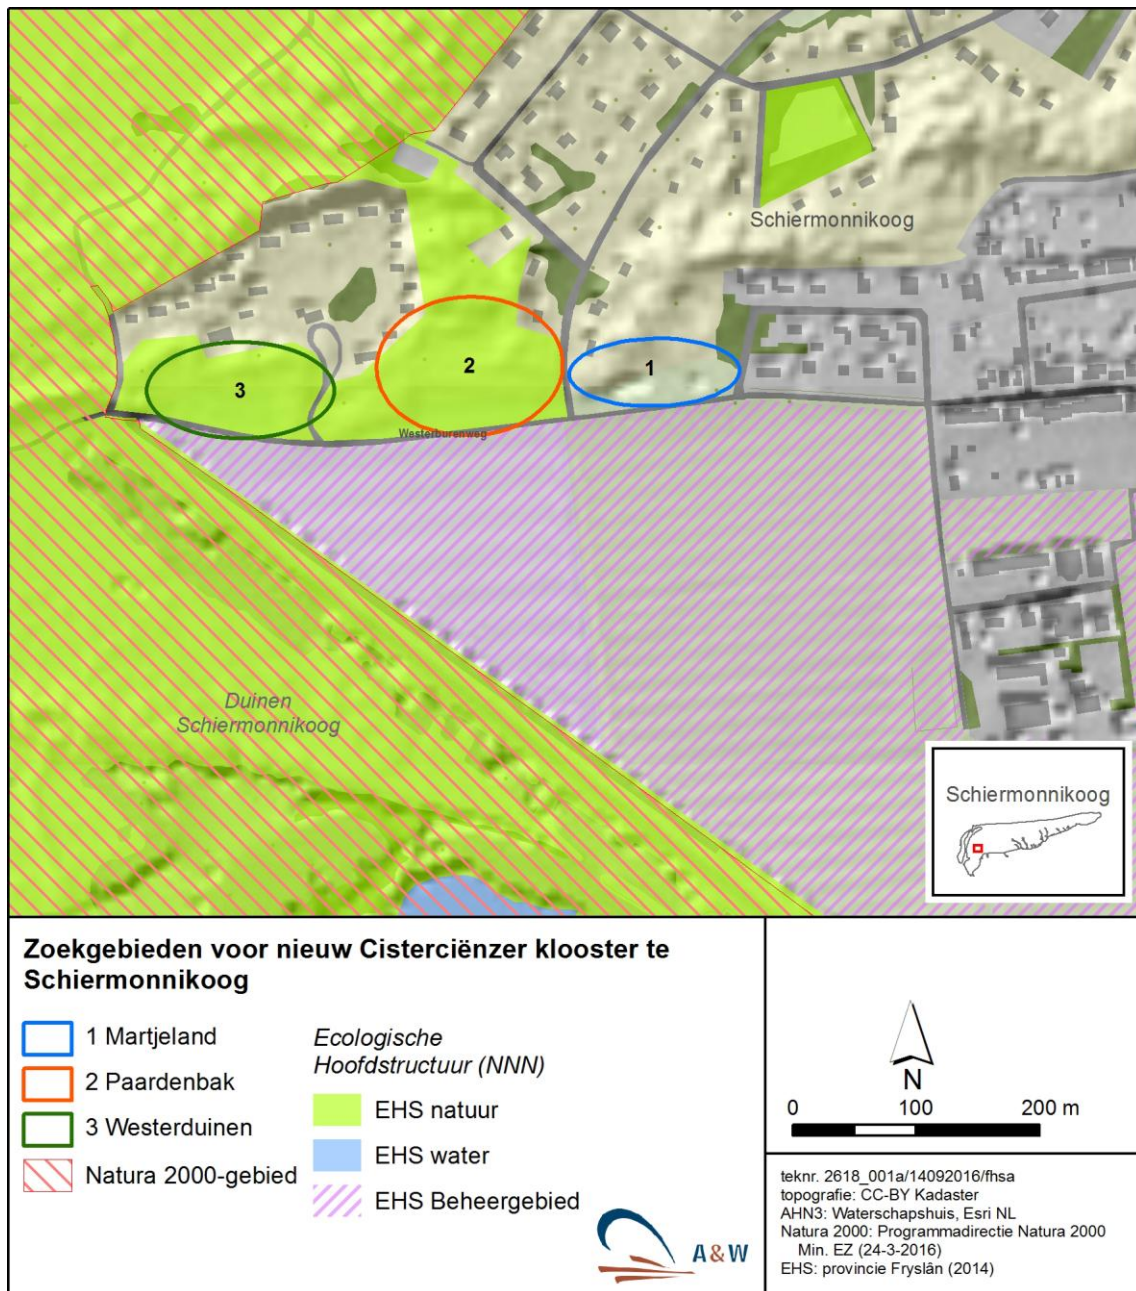 Schiermonnikoog
1
2
3
Westerburenweg
Duinen
Schiermonnikoog
Schiermonnikoog
Zoekgebieden voor nieuw Cisterciënzer klooster te
Schiermonnikoog
1 Martjeland
2 Paardenbak
3 Westerduinen
Natura 2000-gebied
Ecologische
Hoofdstructuur (NNN)
EHS natuur
EHS water
EHS Beheergebied
A&W
N
0 100 200 m
teknr. 2618_001a/14092016/fhsa
topografie: CC-BY Kadaster
AHN3: Waterschapshuis, Esri NL
Natura 2000: Programmadirectie Natura 2000
Min. EZ (24-3-2016)
EHS: provincie Fryslân (2014)